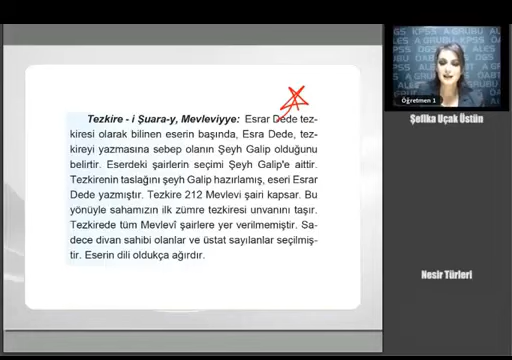 Tezkire - i Şuara-y, Mevleviyye: Esrar Dede tez-
kiresi olarak bilinen eserin başında, Esra Dede, tez-
kireyi yazmasına sebep olanın Şeyh Galip olduğunu
belirtir. Eserdeki şairlerin seçimi Şeyh Galip'e aittir.
Tezkirenin taslağını şeyh Galip hazırlamış, eseri Esrar
Dede yazmıştır. Tezkire 212 Mevlevi şairi kapsar. Bu
yönüyle sahamızın ilk zümre tezkiresi unvanını taşır.
Tezkirede tüm Mevlevî şairlere yer verilmemiştir. Sa-
dece divan sahibi olanlar ve üstat sayılanlar seçilmiş-
tir. Eserin dili oldukça ağırdır.
A GRUBU KPSS
ALES
Öğretmen 1
Şefika Uçak Üstün
Nesir Türleri